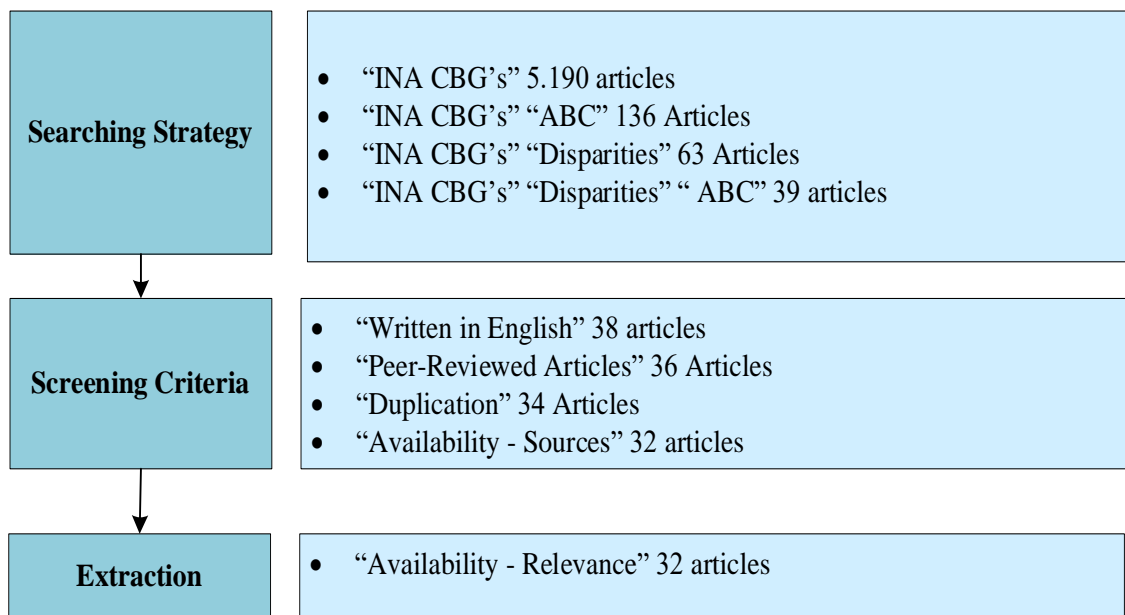 Searching Strategy
• “INA CBG’s” 5.190 articles
• “INA CBG’s” “ABC” 136 Articles
• “INA CBG’s” “Disparities” 63 Articles
• “INA CBG’s” “Disparities” “ ABC” 39 articles
Screening Criteria
• “Written in English” 38 articles
• “Peer-Reviewed Articles” 36 Articles
• “Duplication” 34 Articles
• “Availability - Sources” 32 articles
Extraction
• “Availability - Relevance” 32 articles